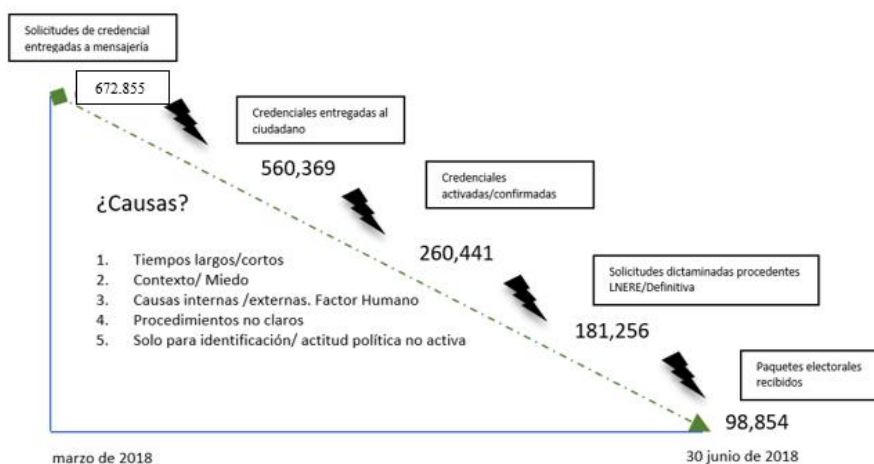 Solicitudes de credencial
entregadas a mensajería
672.855
Credenciales entregadas al
ciudadano
560,369
Credenciales
activadas/confirmadas
260,441
¿Causas?
1. Tiempos largos/cortos
2. Contexto/ Miedo
3. Causas internas /externas. Factor Humano
4. Procedimientos no claros
5. Solo para identificación/ actitud política no activa
Solicitudes dictaminadas procedentes
LNERE/Definitiva
181,256
Paquetes electorales
recibidos
98,854
marzo de 2018
30 junio de 2018